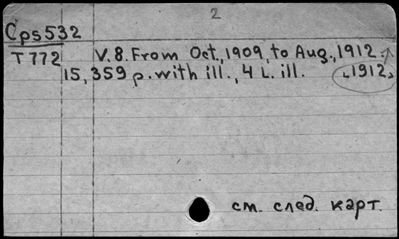 2
Cps532
T772 V.8. From Oct., 1909, to Aug., 1912.
15, 359 p. with ill., 4 L. ill. 1912
см. след. карт.